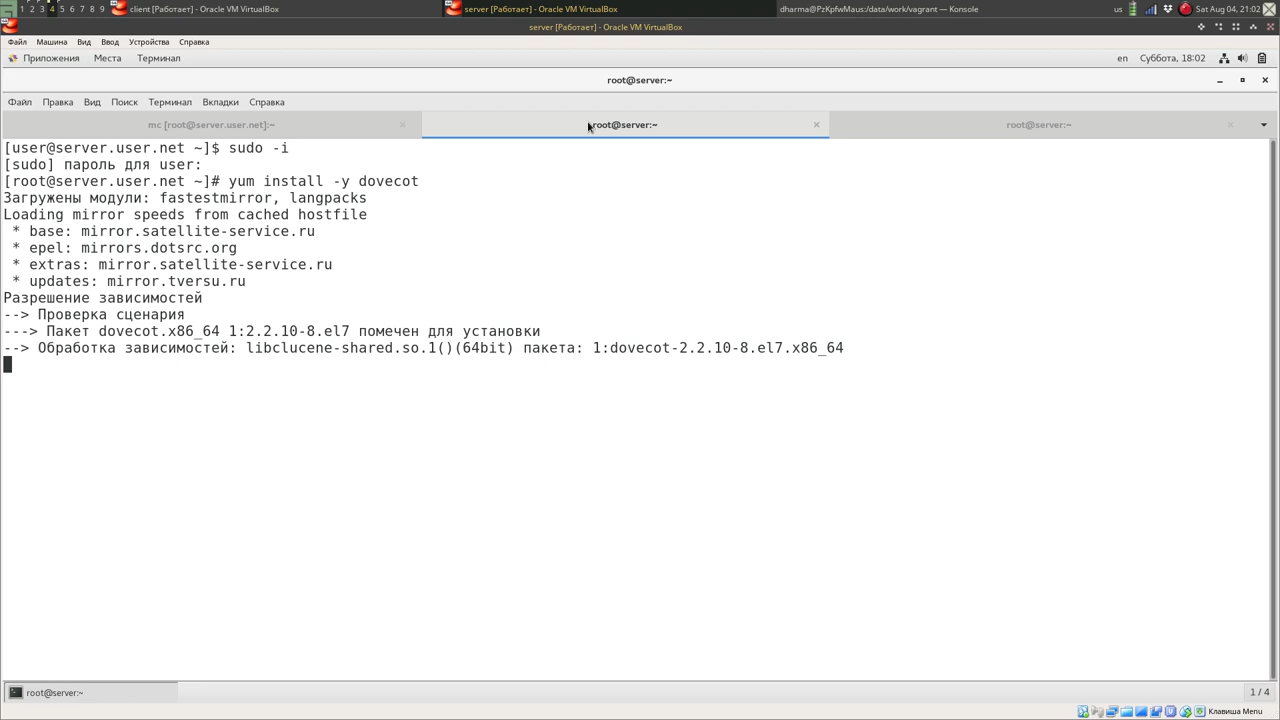 1 2 3 4 5 6 7 8 9 client [Работает] - Oracle VM VirtualBox server [Работает] - Oracle VM VirtualBox dharma@PzKpfwMaus:/data/work/vagrant — Konsole us Sat Aug 04, 21:02
server [Работает] - Oracle VM VirtualBox
Файл Машина Вид Ввод Устройства Справка
Приложения Места Терминал en Суббота, 18:02
root@server:~
Файл Правка Вид Поиск Терминал Вкладки Справка
mc [root@server.user.net]:~ root@server:~ root@server:~
[user@server.user.net ~]$ sudo -i
[sudo] пароль для user:
[root@server.user.net ~]# yum install -y dovecot
Загружены модули: fastestmirror, langpacks
Loading mirror speeds from cached hostfile
* base: mirror.satellite-service.ru
* epel: mirrors.dotsrc.org
* extras: mirror.satellite-service.ru
* updates: mirror.tversu.ru
Разрешение зависимостей
--> Проверка сценария
---> Пакет dovecot.x86_64 1:2.2.10-8.el7 помечен для установки
--> Обработка зависимостей: libclucene-shared.so.1()(64bit) пакета: 1:dovecot-2.2.10-8.el7.x86_64
root@server:~ 1 / 4
Клавиша Menu